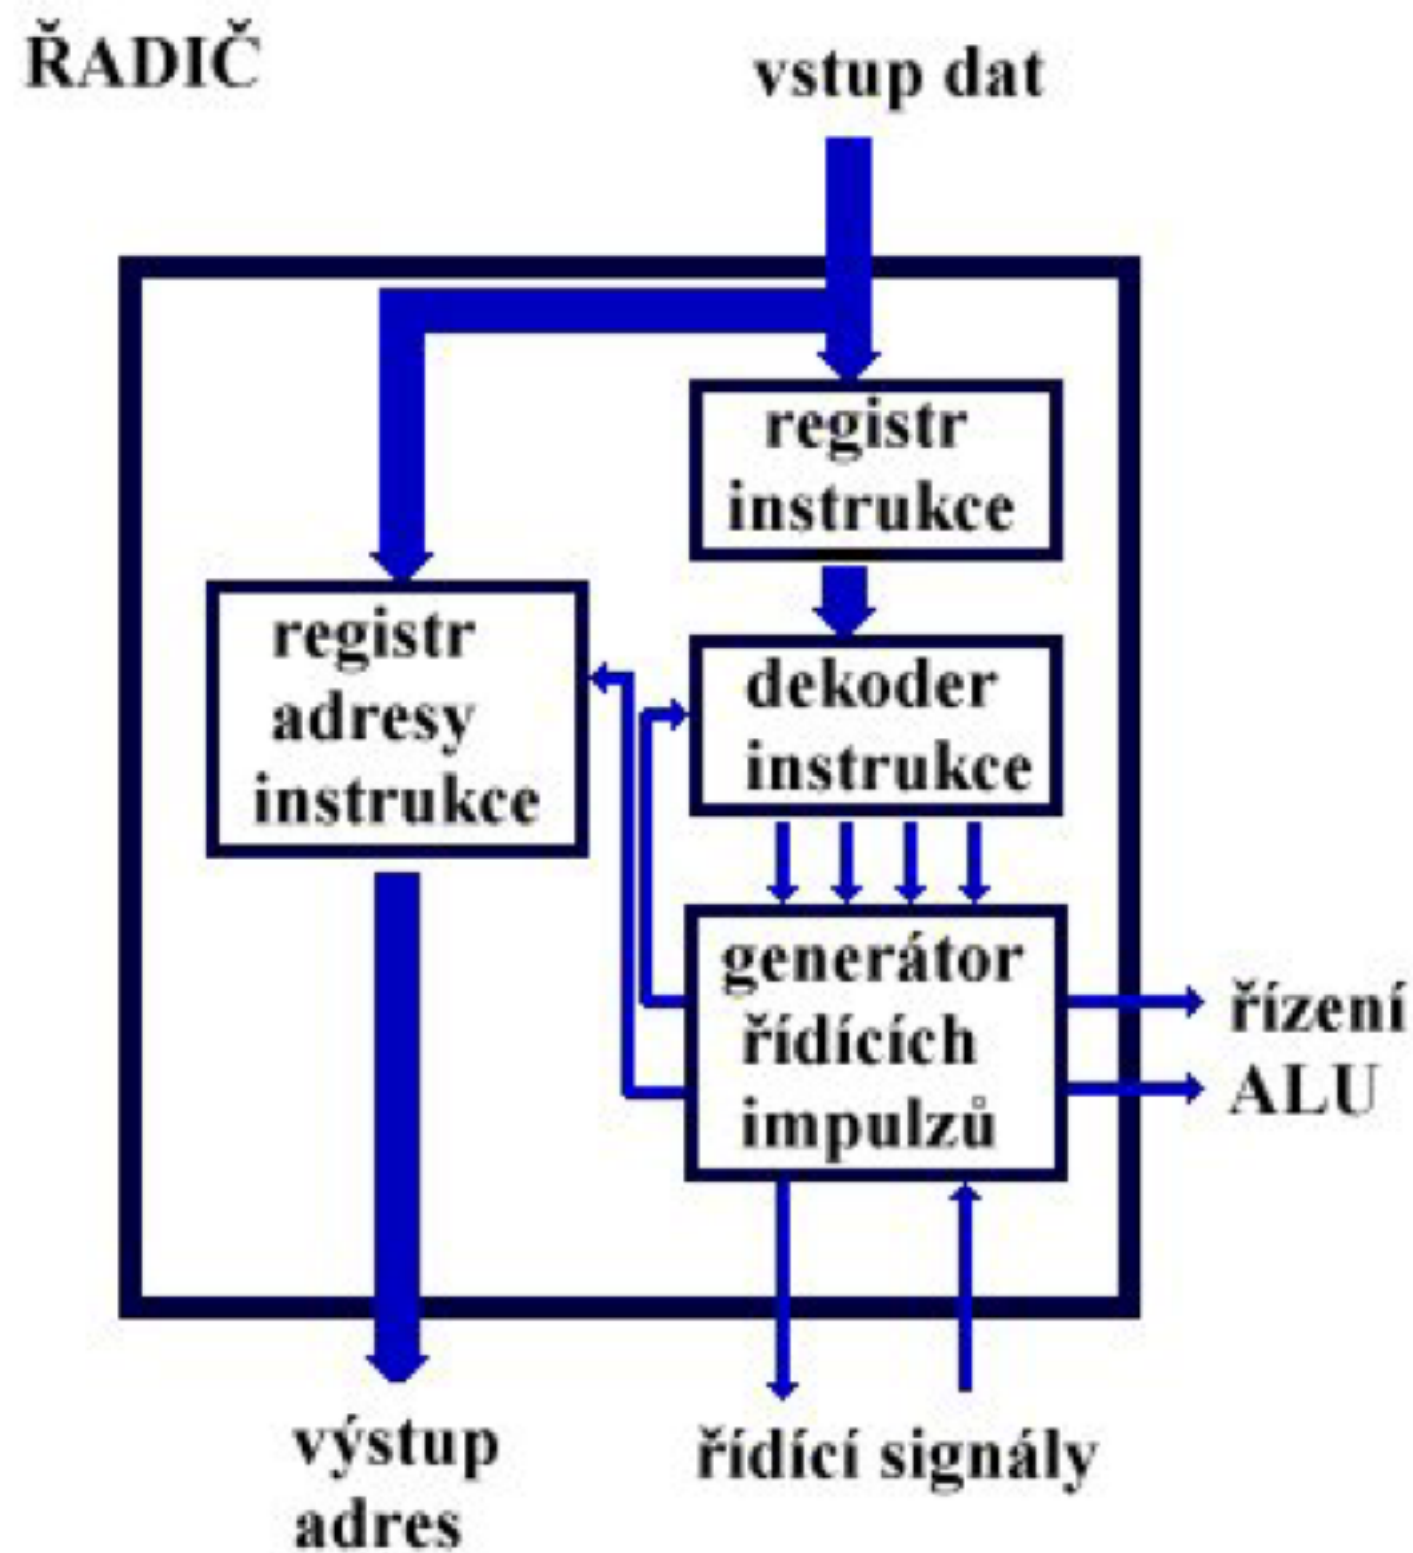 ŘADIČ
vstup dat
registr
instrukce
registr
adresy
instrukce
dekoder
instrukce
generátor
řídících
impulzů
řízení
ALU
výstup
adres
řídící signály